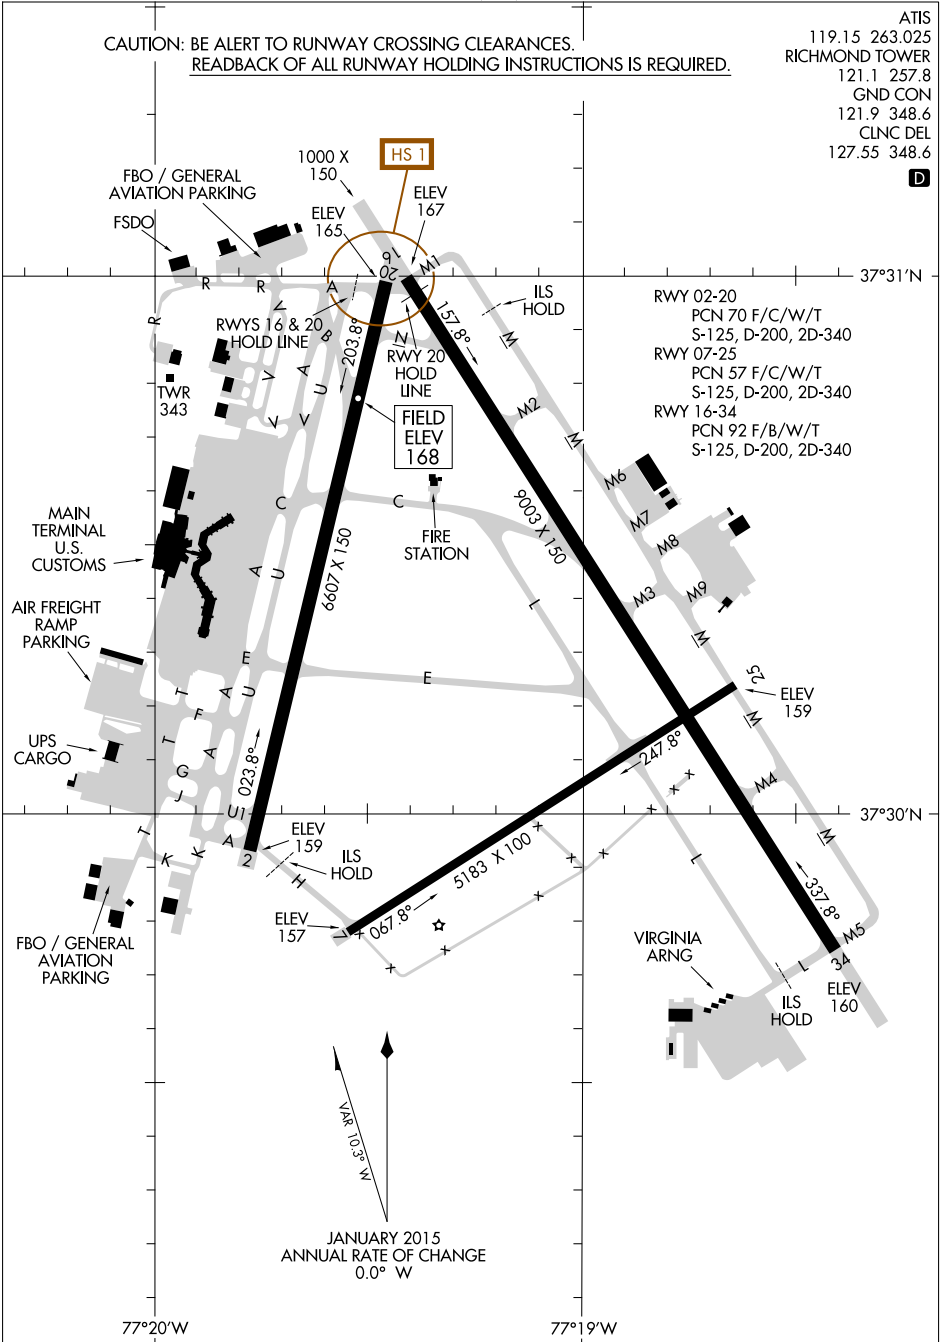 CAUTION: BE ALERT TO RUNWAY CROSSING CLEARANCES.
READBACK OF ALL RUNWAY HOLDING INSTRUCTIONS IS REQUIRED.
ATIS
119.15 263.025
RICHMOND TOWER
121.1 257.8
GND CON
121.9 348.6
CLNC DEL
127.55 348.6
D
HS 1
1000 X
150
FBO / GENERAL
AVIATION PARKING
FSDO
ELEV
165
ELEV
167
16
20
M1
R
R
R
A
V
B
V
A
V
V
U
RWYS 16 & 20
HOLD LINE
203.8°
Z
RWY 20
HOLD
LINE
157.8°
ILS
HOLD
M
37°31'N
RWY 02-20
PCN 70 F/C/W/T
S-125, D-200, 2D-340
RWY 07-25
PCN 57 F/C/W/T
S-125, D-200, 2D-340
RWY 16-34
PCN 92 F/B/W/T
S-125, D-200, 2D-340
TWR
343
FIELD
ELEV
168
M2
M
M6
M7
M8
M9
M3
M
C
C
FIRE
STATION
9003 X 150
6607 X 150
MAIN
TERMINAL
U.S.
CUSTOMS
A
U
L
AIR FREIGHT
RAMP
PARKING
E
E
T
A
U
F
T
A
G
J
UPS
CARGO
023.8°
25
ELEV
159
M
247.8°
M4
37°30'N
M
U1
A
T
K
K
2
ELEV
159
ILS
HOLD
H
5183 X 100
067.8°
7
ELEV
157
L
337.8°
M5
34
L
ELEV
160
ILS
HOLD
VIRGINIA
ARNG
FBO / GENERAL
AVIATION
PARKING
VAR 10.3° W
JANUARY 2015
ANNUAL RATE OF CHANGE
0.0° W
77°20'W
77°19'W